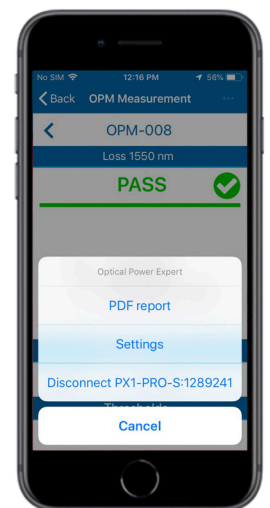 No SIM 12:16 PM 56%
Back OPM Measurement ...
OPM-008
Loss 1550 nm
PASS
Optical Power Expert
PDF report
Settings
Disconnect PX1-PRO-S:1289241
Thresholds
Cancel